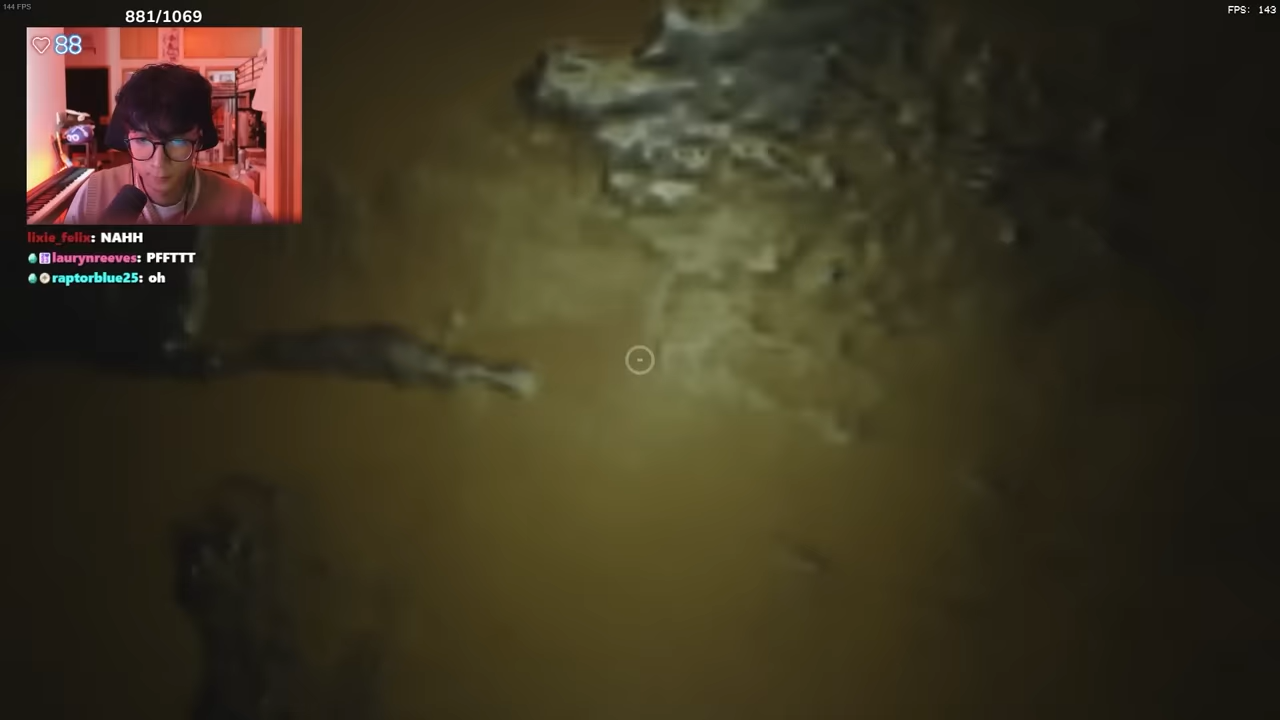 144 FPS
FPS: 143
881/1069
88
lixie_felix: NAHH
laurynreeves: PFFTTT
raptorblue25: oh